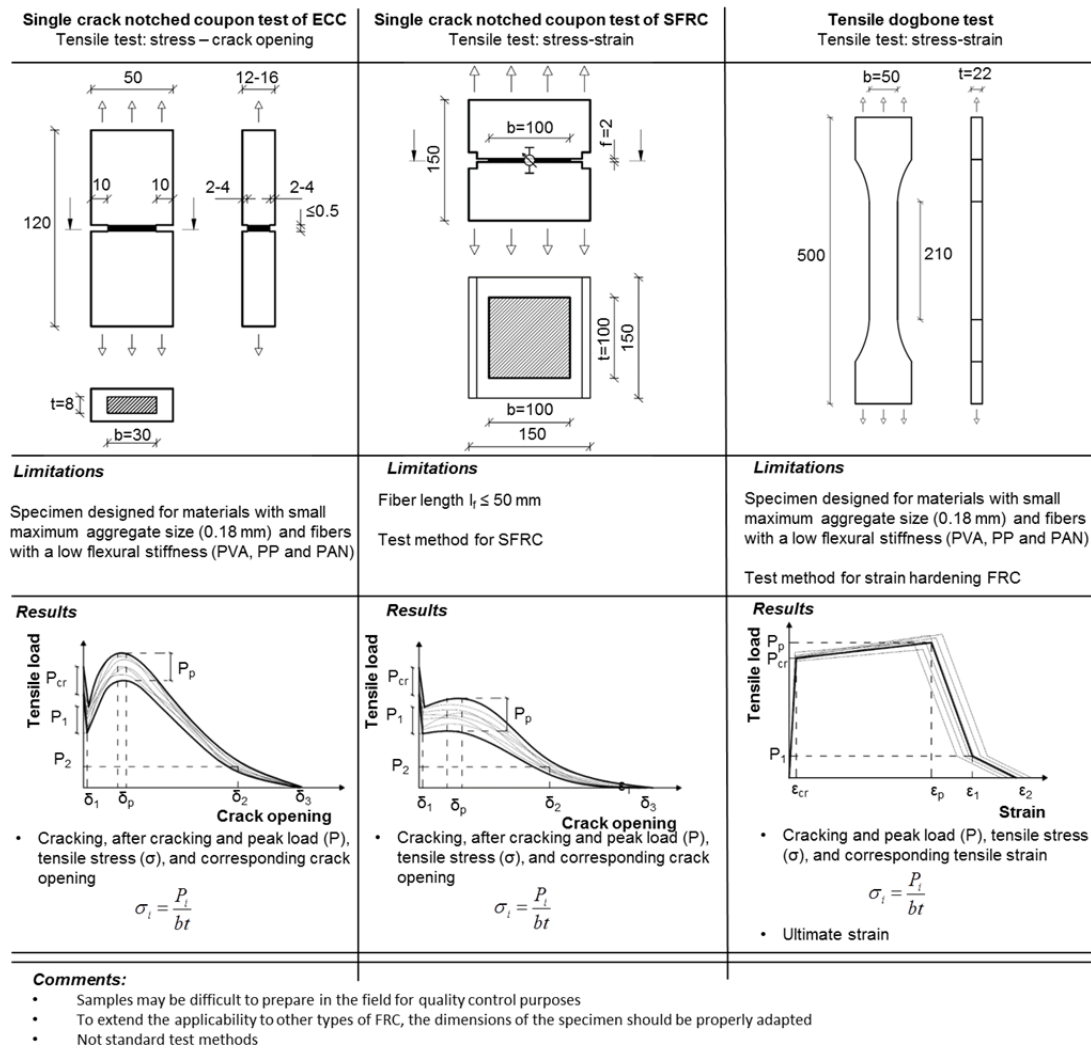 Single crack notched coupon test of ECC
Tensile test: stress – crack opening
Single crack notched coupon test of SFRC
Tensile test: stress-strain
Tensile dogbone test
Tensile test: stress-strain
50
12-16
10
10
2-4
2-4
≤0.5
120
t=8
b=30
b=100
f=2
150
t=100
150
b=100
150
b=50
t=22
500
210
Limitations
Specimen designed for materials with small
maximum aggregate size (0.18 mm) and fibers
with a low flexural stiffness (PVA, PP and PAN)
Limitations
Fiber length l_f ≤ 50 mm
Test method for SFRC
Limitations
Specimen designed for materials with small
maximum aggregate size (0.18 mm) and fibers
with a low flexural stiffness (PVA, PP and PAN)
Test method for strain hardening FRC
Results
Tensile load
P_cr
P_1
P_2
P_p
δ_1
δ_p
δ_2
δ_3
Crack opening
• Cracking, after cracking and peak load (P),
tensile stress (σ), and corresponding crack
opening
σ_i = P_i / bt
Results
Tensile load
P_cr
P_1
P_2
P_p
δ_1
δ_p
δ_2
ε_1
δ_3
Crack opening
• Cracking, after cracking and peak load (P),
tensile stress (σ), and corresponding crack
opening
σ_i = P_i / bt
Results
Tensile load
P_p
P_cr
P_1
ε_cr
ε_p
ε_1
ε_2
Strain
• Cracking and peak load (P), tensile stress
(σ), and corresponding tensile strain
σ_i = P_i / bt
• Ultimate strain
Comments:
• Samples may be difficult to prepare in the field for quality control purposes
• To extend the applicability to other types of FRC, the dimensions of the specimen should be properly adapted
• Not standard test methods